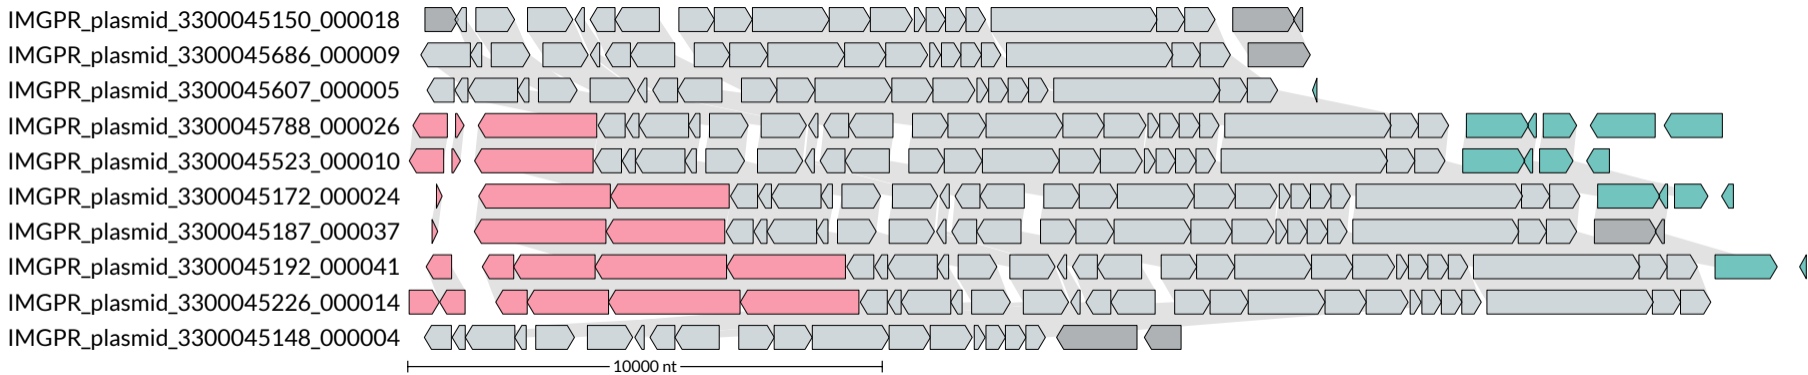 IMGPR_plasmid_3300045150_000018
IMGPR_plasmid_3300045686_000009
IMGPR_plasmid_3300045607_000005
IMGPR_plasmid_3300045788_000026
IMGPR_plasmid_3300045523_000010
IMGPR_plasmid_3300045172_000024
IMGPR_plasmid_3300045187_000037
IMGPR_plasmid_3300045192_000041
IMGPR_plasmid_3300045226_000014
IMGPR_plasmid_3300045148_000004
10000 nt